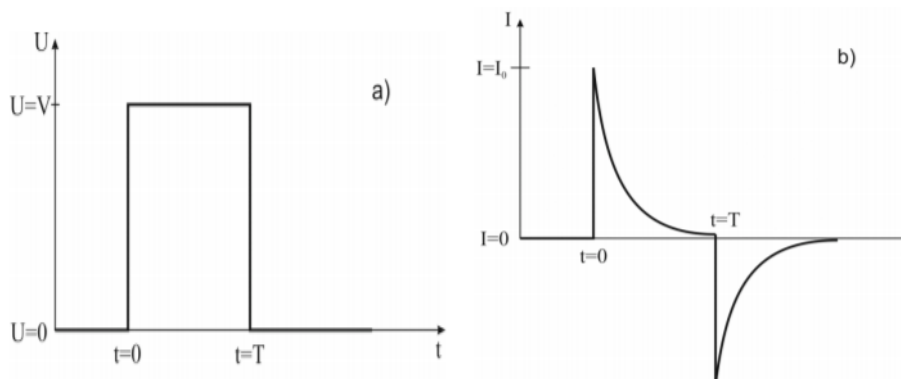 U
U=V
a)
U=0
t=0
t=T
t
I
b)
I=I₀
t=T
I=0
t=0